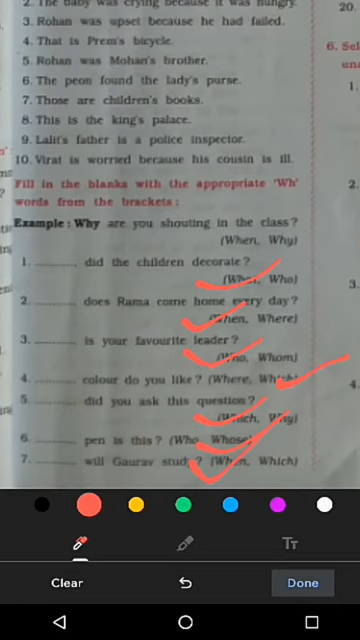 2. The baby was crying because it was hungry.
20.
3. Rohan was upset because he had failed.
4. That is Prem's bicycle.
6. Sel
5. Rohan was Mohan's brother.
6. The peon found the lady's purse.
1.
7. Those are children's books.
8. This is the king's palace.
9. Lalit's father is a police inspector.
10. Virat is worried because his cousin is ill.
Fill in the blanks with the appropriate 'Wh'
2.
words from the brackets :
Example : Why are you shouting in the class?
(When, Why)
1. ........ did the children decorate ?
3.
(What, Who)
2. ........ does Rama come home every day ?
(When, Where)
3. ........ is your favourite leader ?
(Who, Whom)
4. ........ colour do you like ? (Where, Which)
4.
5. ........ did you ask this question ?
(Which, Why)
6. ........ pen is this ? (Who, Whose)
7. ........ will Gaurav study ? (When, Which)
Tт
Clear
Done